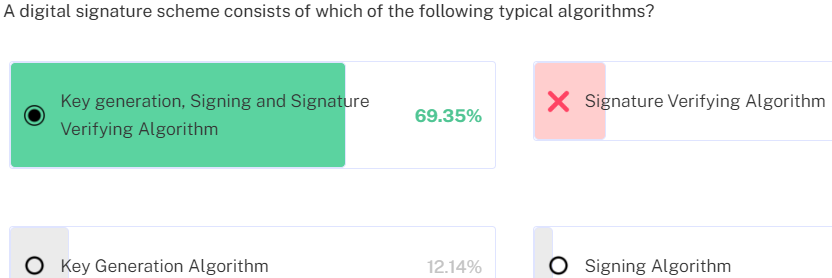 A digital signature scheme consists of which of the following typical algorithms?
Key generation, Signing and Signature
Verifying Algorithm
69.35%
Signature Verifying Algorithm
Key Generation Algorithm
12.14%
Signing Algorithm